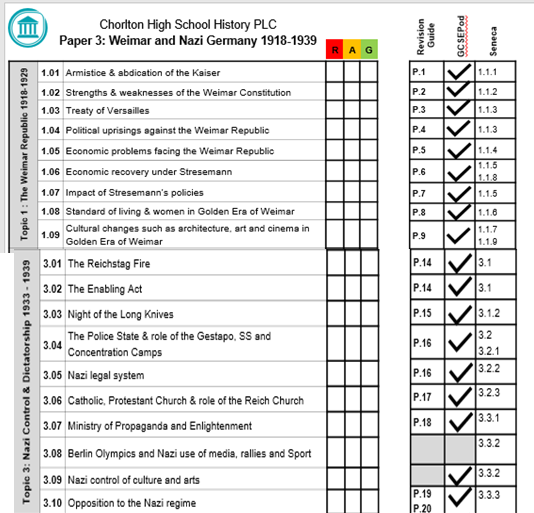 Chorlton High School History PLC
Paper 3: Weimar and Nazi Germany 1918-1939
R A G
Revision Guide
GCSEPod
Seneca
Topic 1 : The Weimar Republic 1918-1929
1.01 Armistice & abdication of the Kaiser P.1 1.1.1
1.02 Strengths & weaknesses of the Weimar Constitution P.2 1.1.2
1.03 Treaty of Versailles P.3 1.1.3
1.04 Political uprisings against the Weimar Republic P.4 1.1.3
1.05 Economic problems facing the Weimar Republic P.5 1.1.4
1.06 Economic recovery under Stresemann P.6 1.1.5
1.1.8
1.07 Impact of Stresemann's policies P.7 1.1.5
1.08 Standard of living & women in Golden Era of Weimar P.8 1.1.6
1.09 Cultural changes such as architecture, art and cinema in P.9 1.1.7
Golden Era of Weimar 1.1.9
Topic 3: Nazi Control & Dictatorship 1933 - 1939
3.01 The Reichstag Fire P.14 3.1
3.02 The Enabling Act P.14 3.1
3.03 Night of the Long Knives P.15 3.1.2
3.04 The Police State & role of the Gestapo, SS and P.16 3.2
Concentration Camps 3.2.1
3.05 Nazi legal system P.16 3.2.2
3.06 Catholic, Protestant Church & role of the Reich Church P.17 3.2.3
3.07 Ministry of Propaganda and Enlightenment P.18 3.3.1
3.08 Berlin Olympics and Nazi use of media, rallies and Sport 3.3.2
3.09 Nazi control of culture and arts 3.3.2
3.10 Opposition to the Nazi regime P.19 3.3.3
P.20